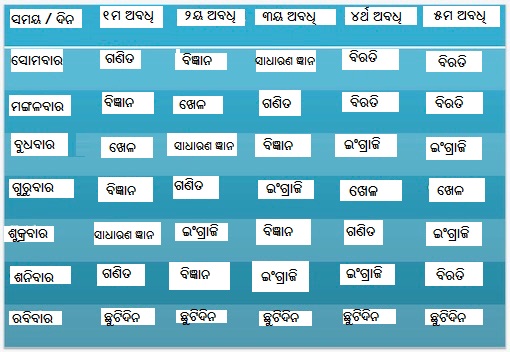 ସମୟ / ଦିନ ୧ମ ଅବଧି ୨ୟ ଅବଧି ୩ୟ ଅବଧି ୪ର୍ଥ ଅବଧି ୫ମ ଅବଧି
ସୋମବାର ଗଣିତ ବିଜ୍ଞାନ ସାଧାରଣ ଜ୍ଞାନ ବିରତି ବିରତି
ମଙ୍ଗଳବାର ବିଜ୍ଞାନ ଖେଳ ଗଣିତ ବିରତି ବିରତି
ବୁଧବାର ଖେଳ ସାଧାରଣ ଜ୍ଞାନ ବିଜ୍ଞାନ ଇଂଗ୍ରାଜି ଇଂଗ୍ରାଜି
ଗୁରୁବାର ବିଜ୍ଞାନ ଗଣିତ ଇଂଗ୍ରାଜି ଖେଳ ଖେଳ
ଶୁକ୍ରବାର ସାଧାରଣ ଜ୍ଞାନ ଇଂଗ୍ରାଜି ବିଜ୍ଞାନ ଗଣିତ ଇଂଗ୍ରାଜି
ଶନିବାର ଗଣିତ ବିଜ୍ଞାନ ଇଂଗ୍ରାଜି ଇଂଗ୍ରାଜି ବିରତି
ରବିବାର ଛୁଟିଦିନ ଛୁଟିଦିନ ଛୁଟିଦିନ ଛୁଟିଦିନ ଛୁଟିଦିନ